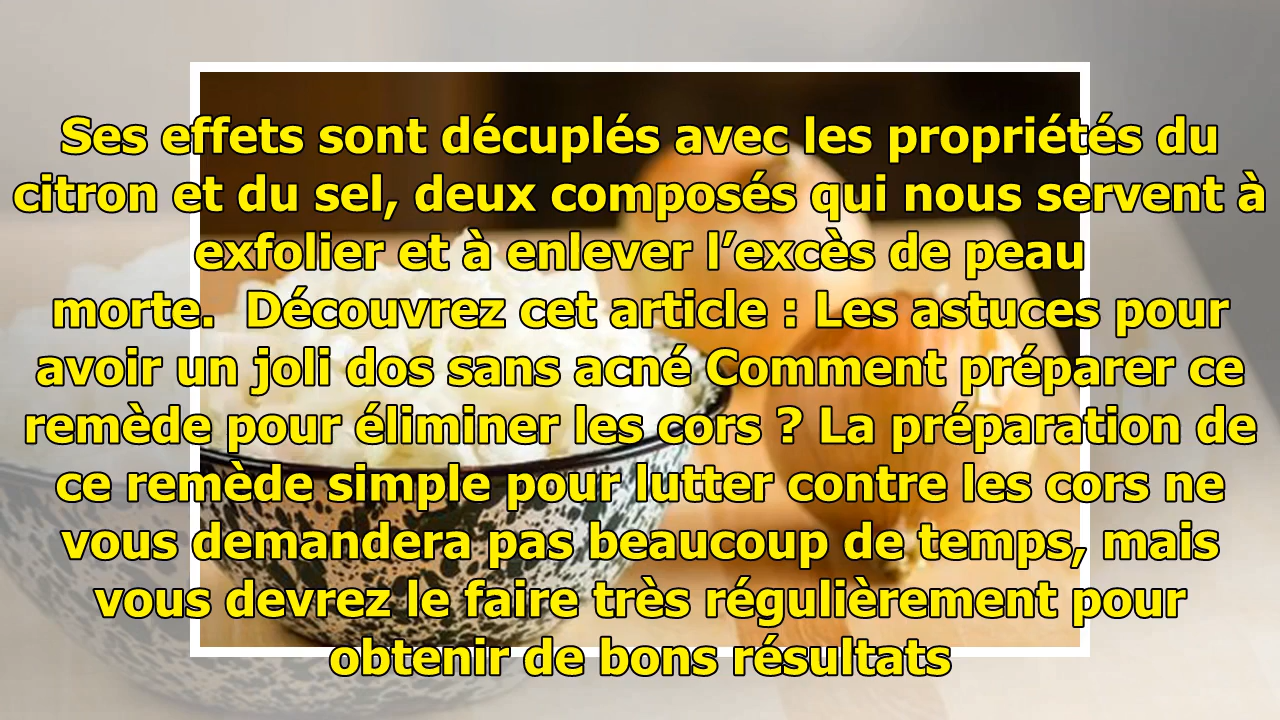 Ses effets sont décuplés avec les propriétés du
citron et du sel, deux composés qui nous servent à
exfolier et à enlever l’excès de peau
morte.  Découvrez cet article : Les astuces pour
avoir un joli dos sans acné Comment préparer ce
remède pour éliminer les cors ? La préparation de
ce remède simple pour lutter contre les cors ne
vous demandera pas beaucoup de temps, mais
vous devrez le faire très régulièrement pour
obtenir de bons résultats